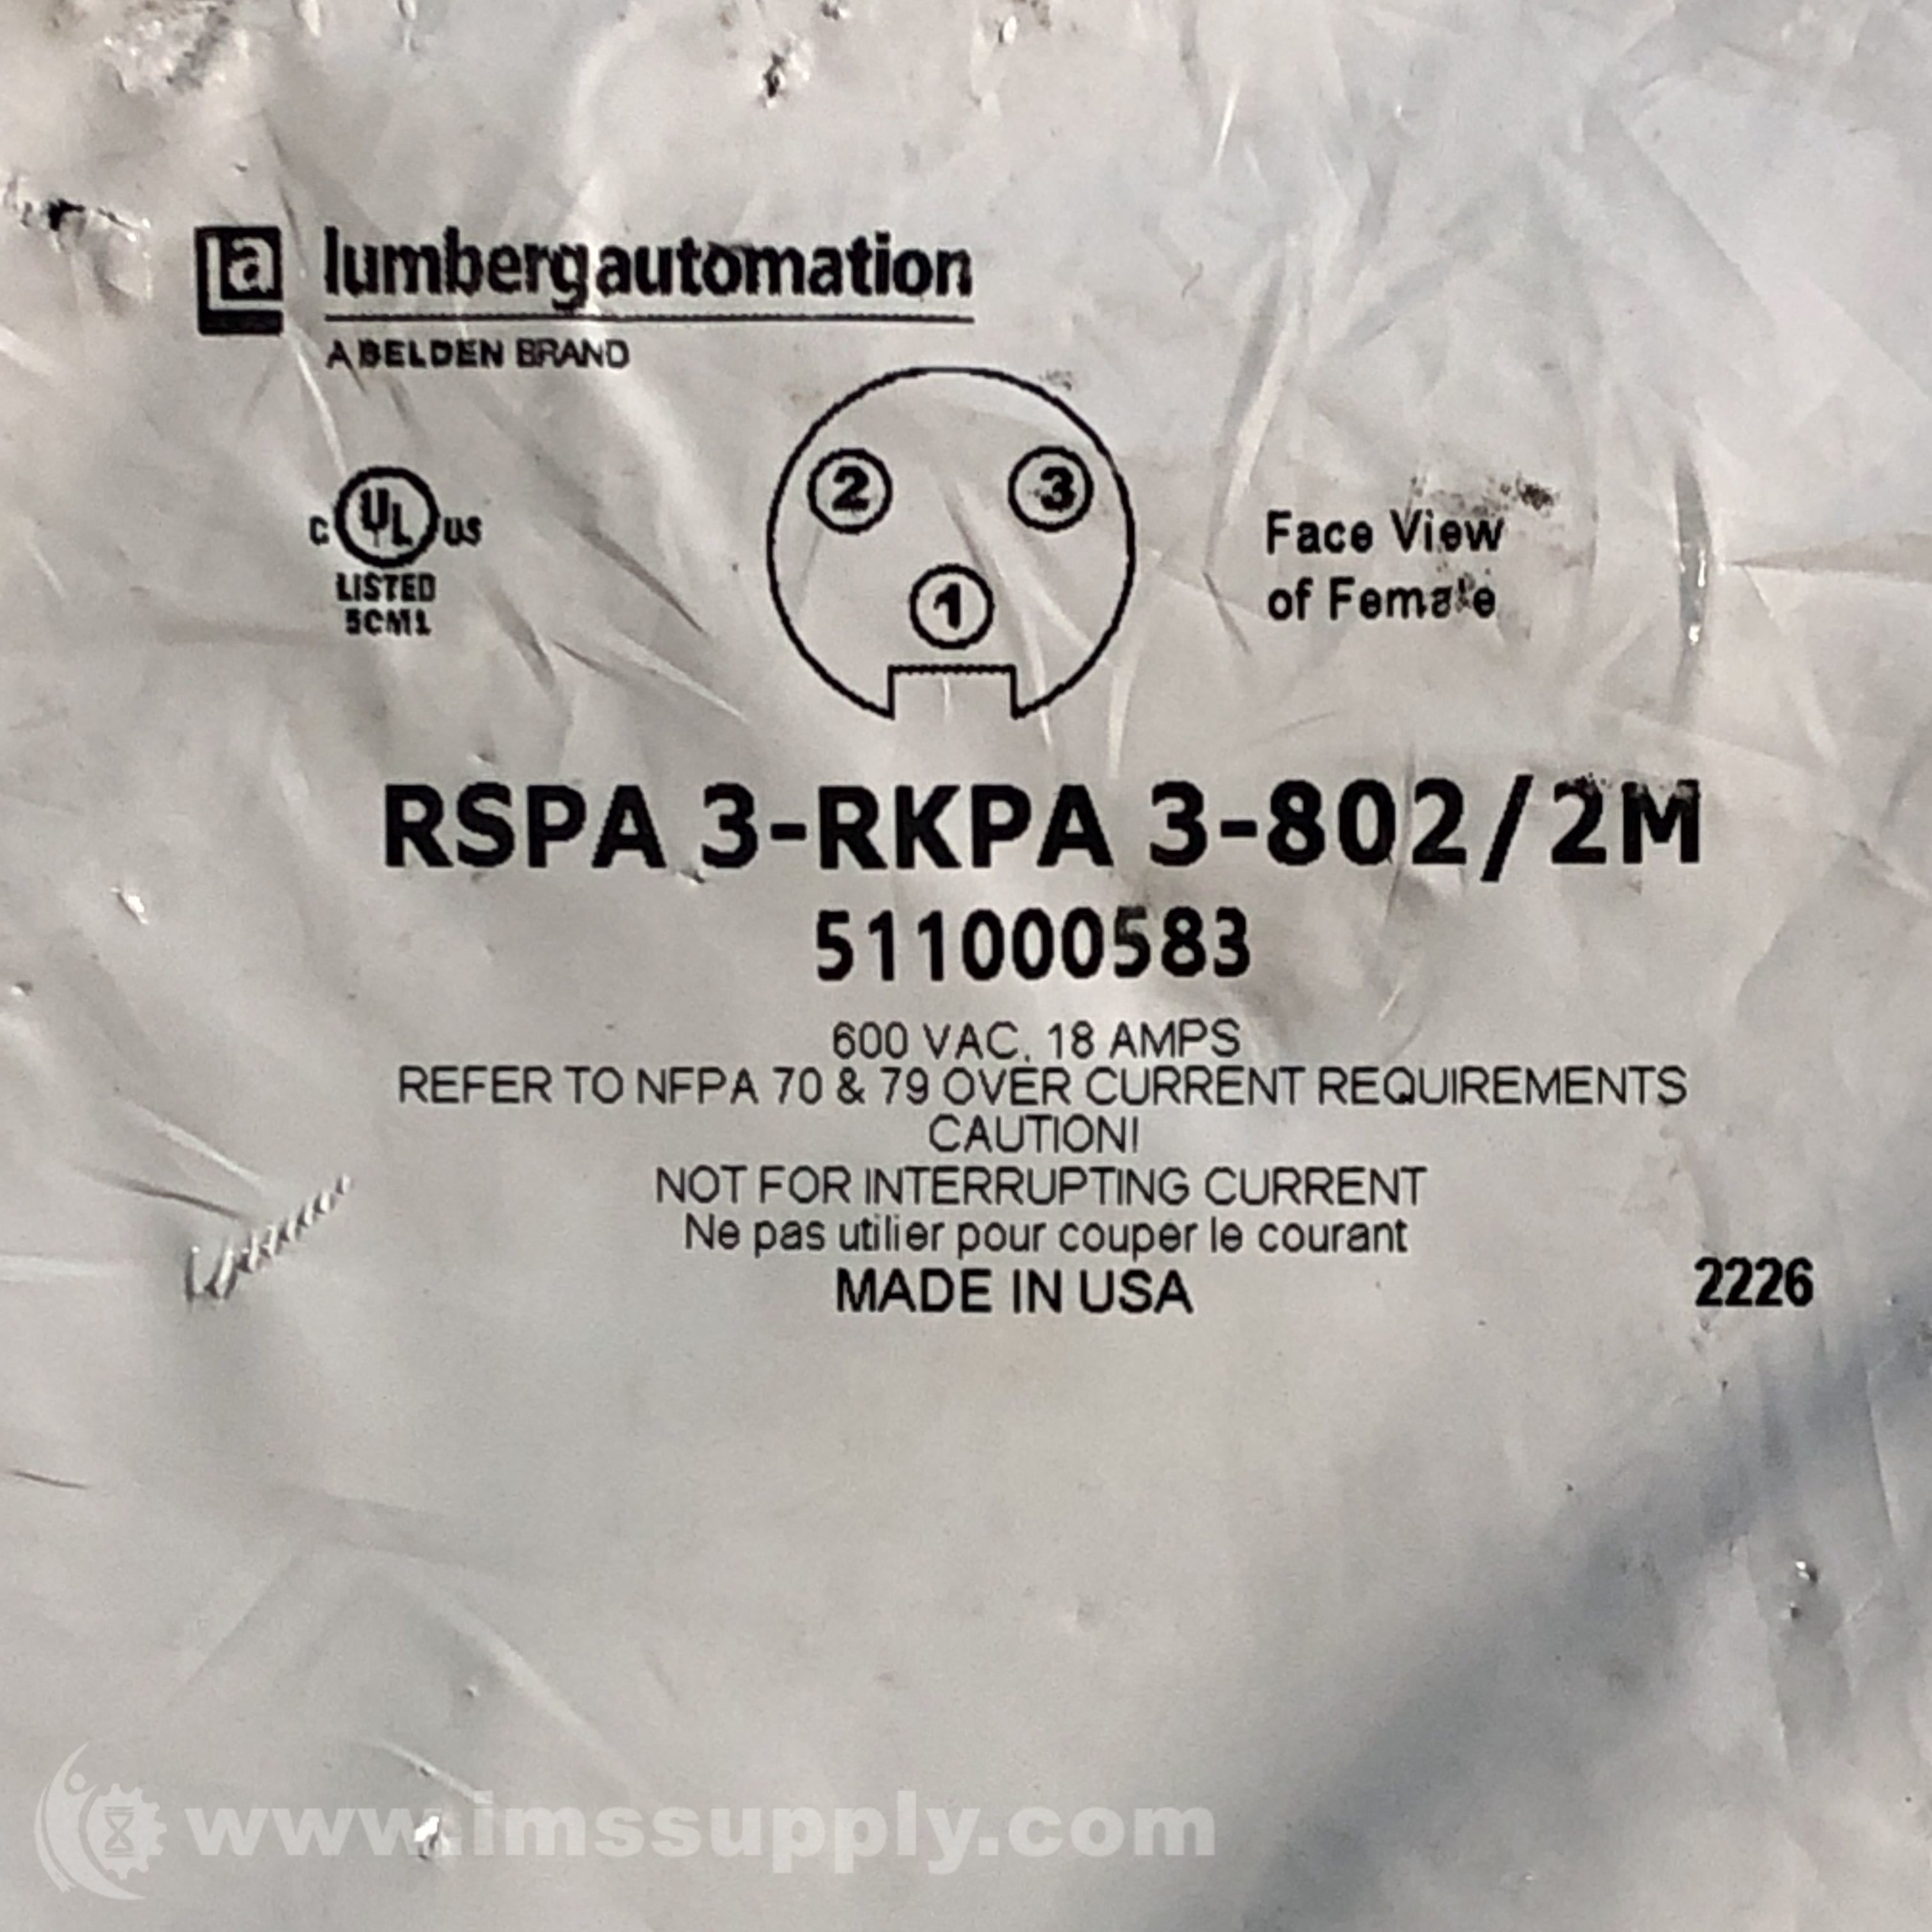 la lumbergautomation
A BELDEN BRAND
C UL US
LISTED
5CM1
2 3
1
Face View
of Female
RSPA 3-RKPA 3-802/2M
511000583
600 VAC, 18 AMPS
REFER TO NFPA 70 & 79 OVER CURRENT REQUIREMENTS
CAUTION!
NOT FOR INTERRUPTING CURRENT
Ne pas utilier pour couper le courant
MADE IN USA
2226
www.imssupply.com